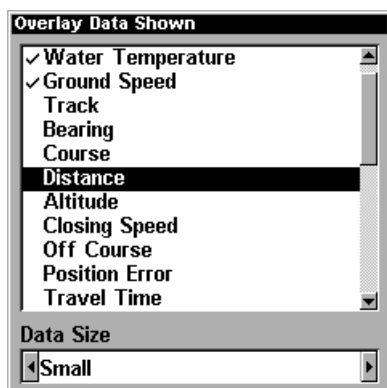 Overlay Data Shown
Water Temperature
Ground Speed
Track
Bearing
Course
Distance
Altitude
Closing Speed
Off Course
Position Error
Travel Time
Data Size
Small